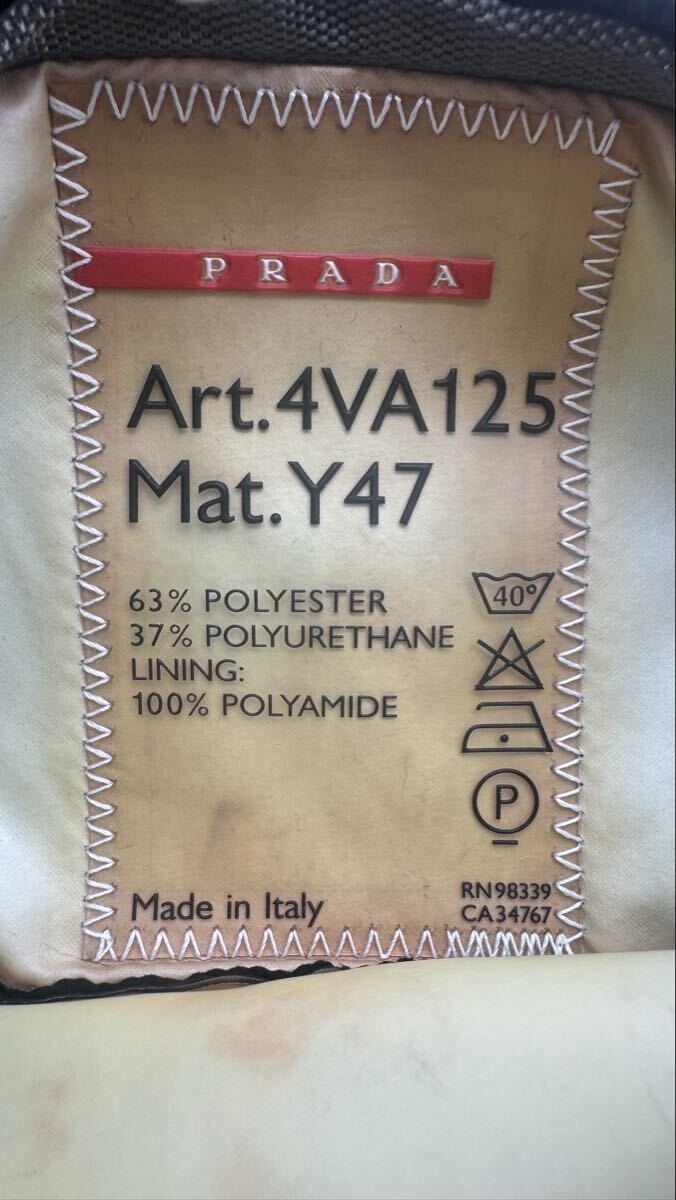 PRADA
Art.4VA125
Mat.Y47
63% POLYESTER
37% POLYURETHANE
LINING:
100% POLYAMIDE
40°
P
Made in Italy
RN98339
CA34767